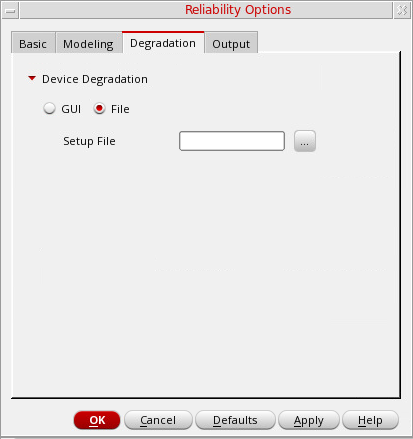 Reliability Options
Basic Modeling Degradation Output
Device Degradation
GUI File
Setup File ...
OK Cancel Defaults Apply Help